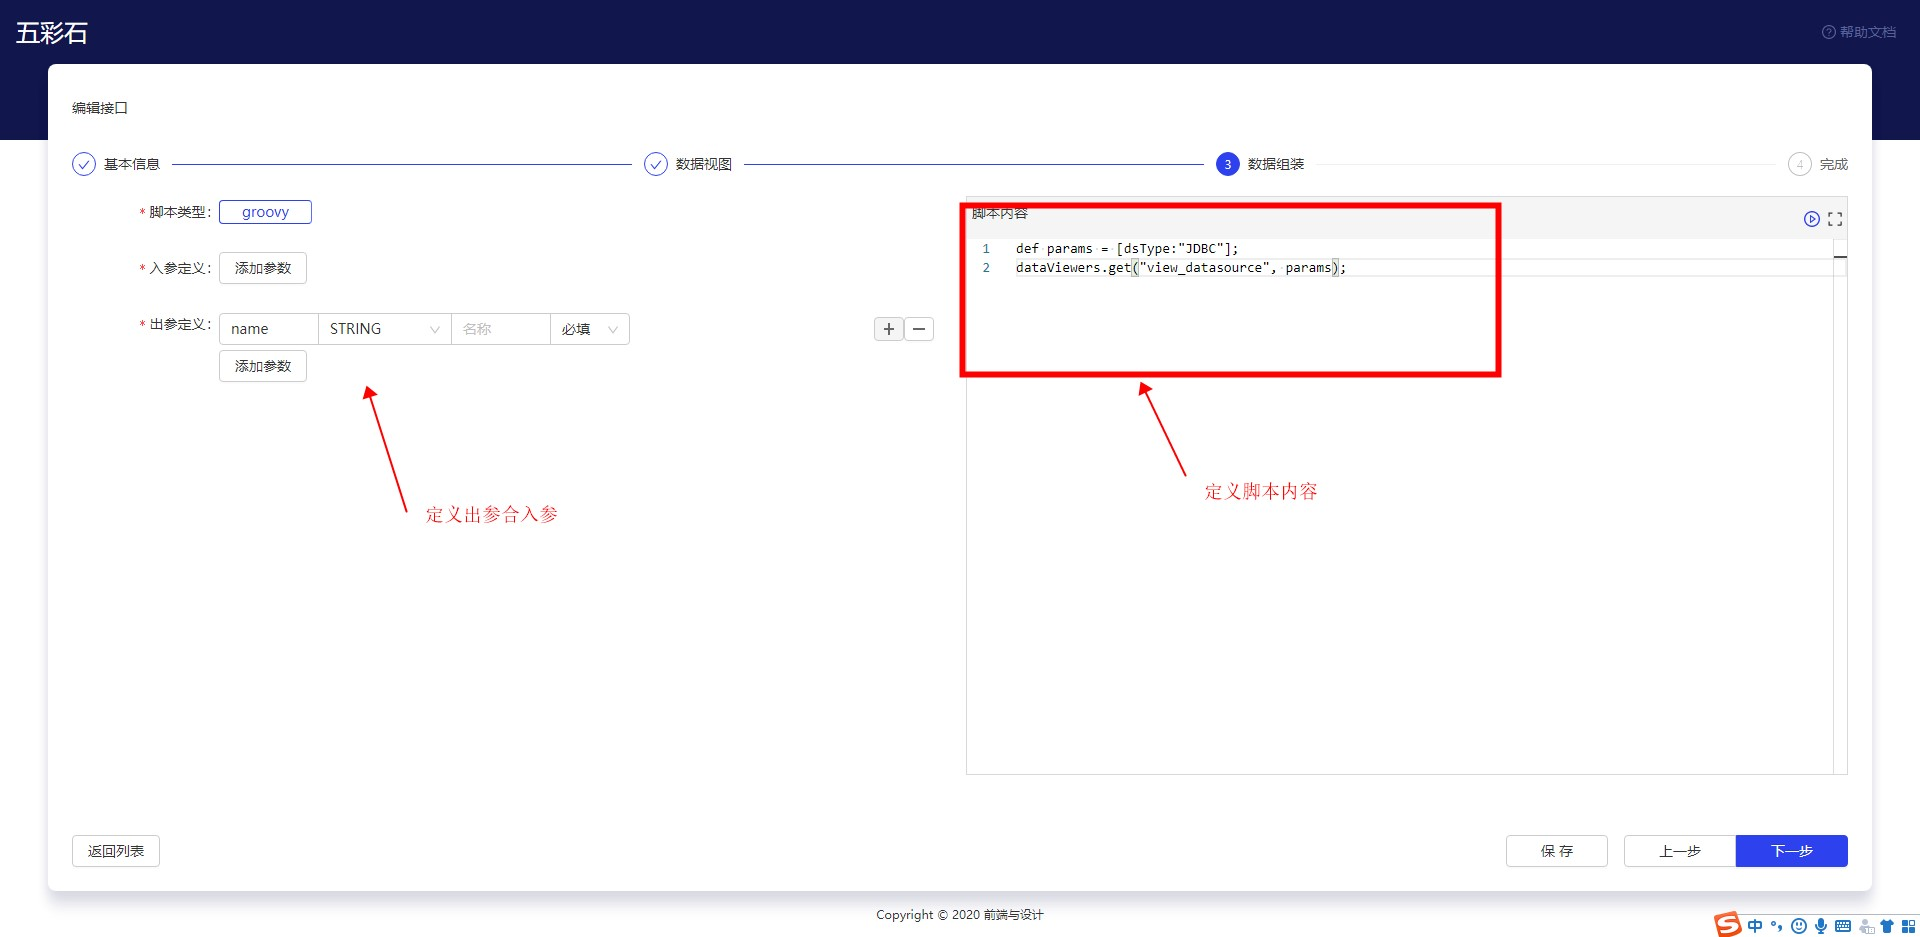 五彩石
帮助文档
编辑接口
基本信息
数据视图
3 数据组装
4 完成
* 脚本类型: groovy
* 入参定义: 添加参数
* 出参定义: name STRING 名称 必填
添加参数
脚本内容
1 def params = [dsType:"JDBC"];
2 dataViewers.get("view_datasource", params);
定义出参合入参
定义脚本内容
返回列表
保 存
上一步
下一步
Copyright © 2020 前端与设计
中